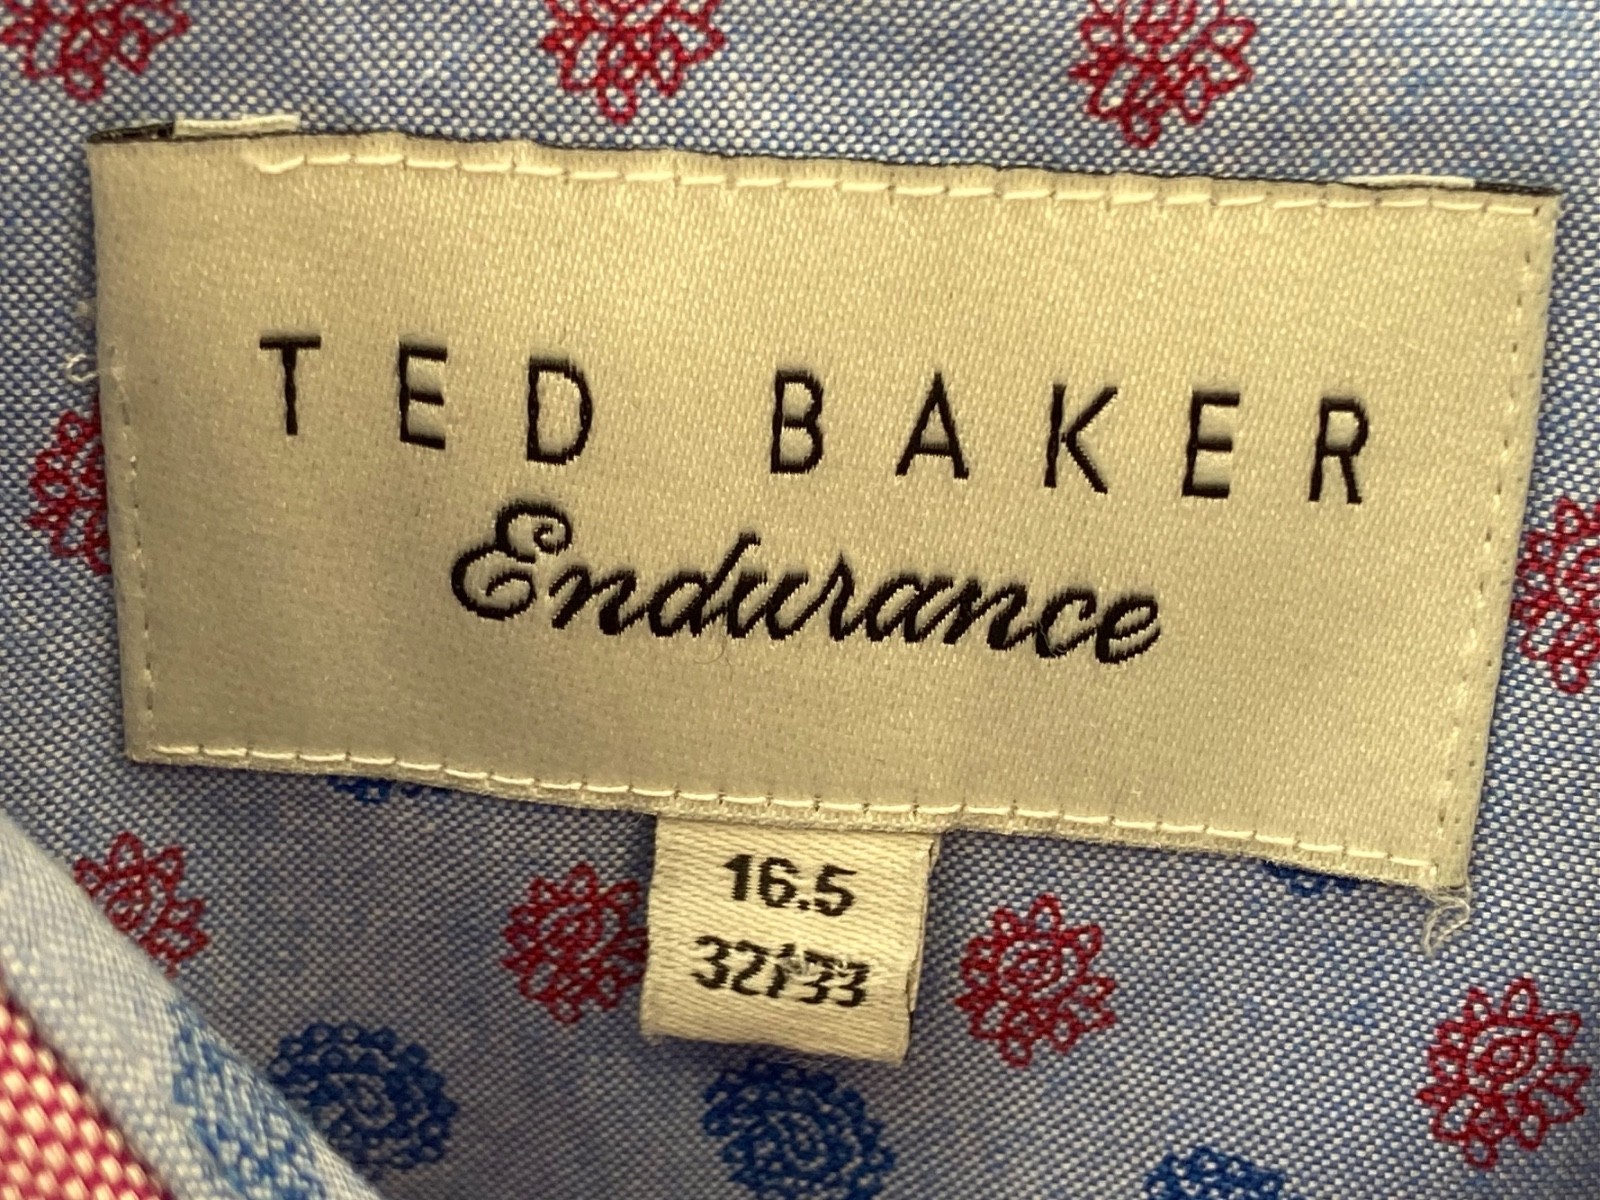 TED BAKER
Endurance
16.5
32/33